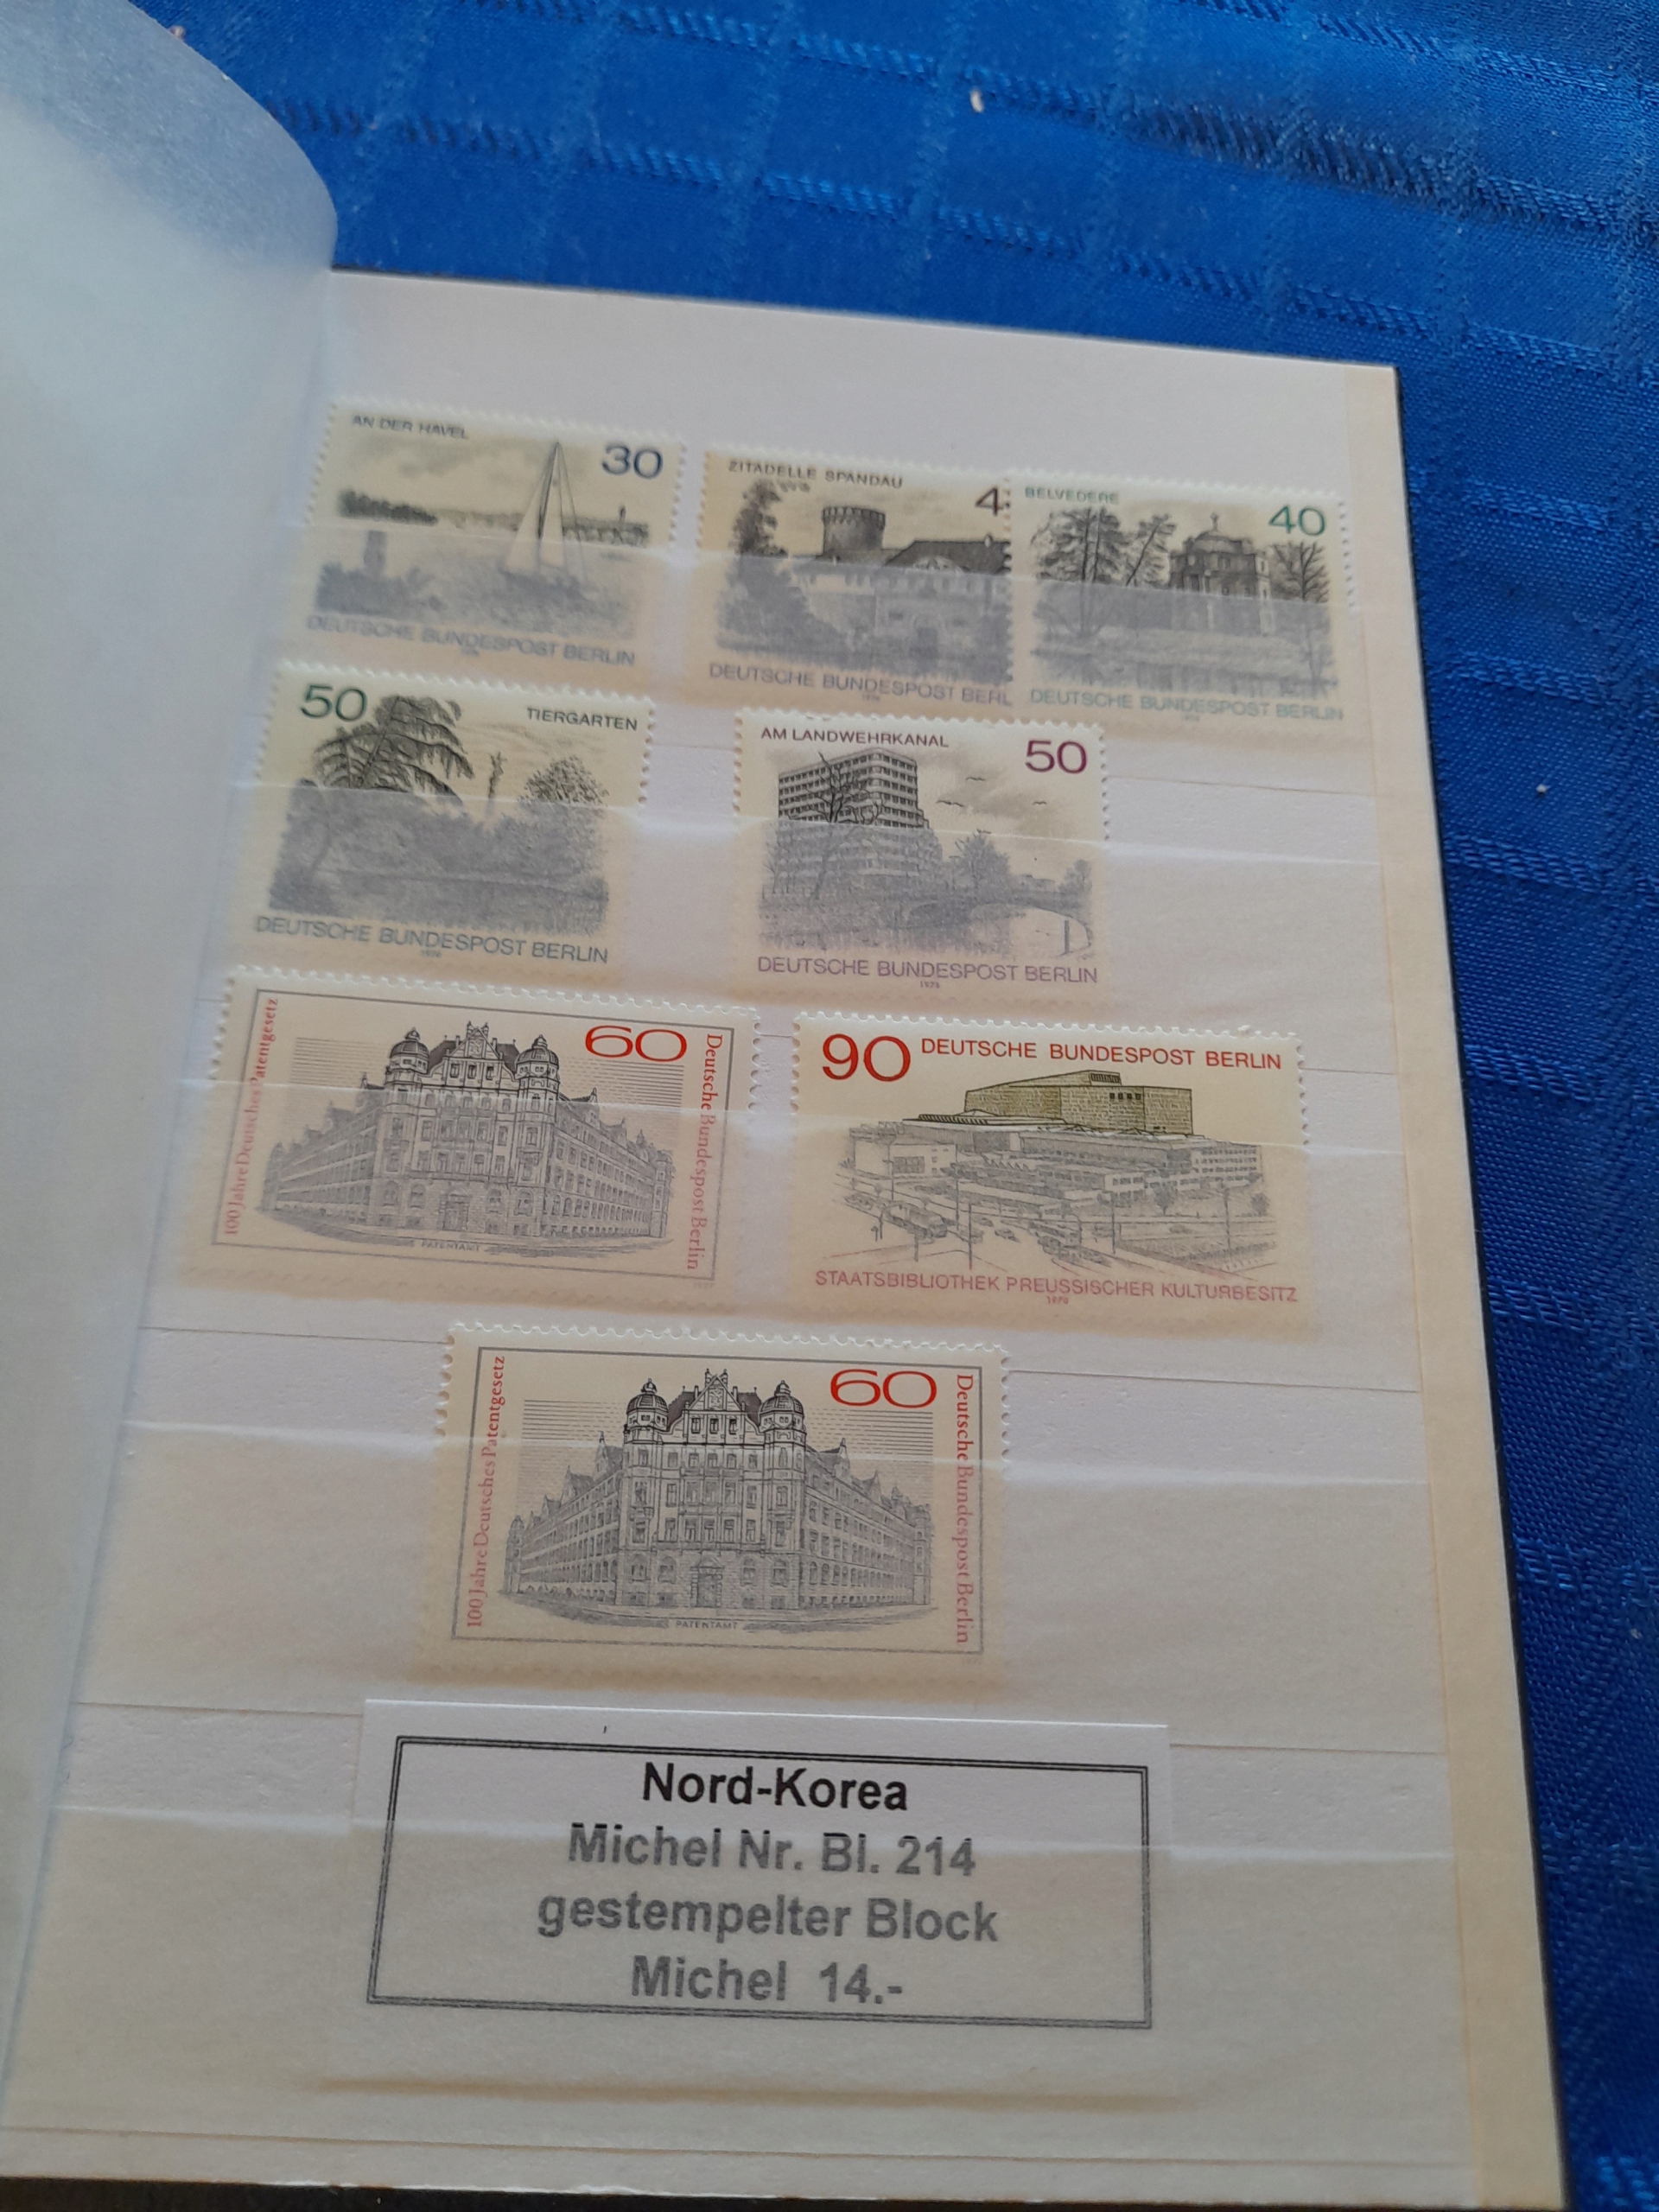 AN DER HAVEL
30
DEUTSCHE BUNDESPOST BERLIN
ZITADELLE SPANDAU
4
DEUTSCHE BUNDESPOST BERL
BELVEDERE
40
DEUTSCHE BUNDESPOST BERLIN
50
TIERGARTEN
DEUTSCHE BUNDESPOST BERLIN
AM LANDWEHRKANAL
50
DEUTSCHE BUNDESPOST BERLIN
100 Jahre Deutsches Patentgesetz
60
Deutsche Bundespost Berlin
PATENTAMT
90 DEUTSCHE BUNDESPOST BERLIN
STAATSBIBLIOTHEK PREUSSISCHER KULTURBESITZ
1978
100 Jahre Deutsches Patentgesetz
60
Deutsche Bundespost Berlin
PATENTAMT
Nord-Korea
Michel Nr. Bl. 214
gestempelter Block
Michel 14.-